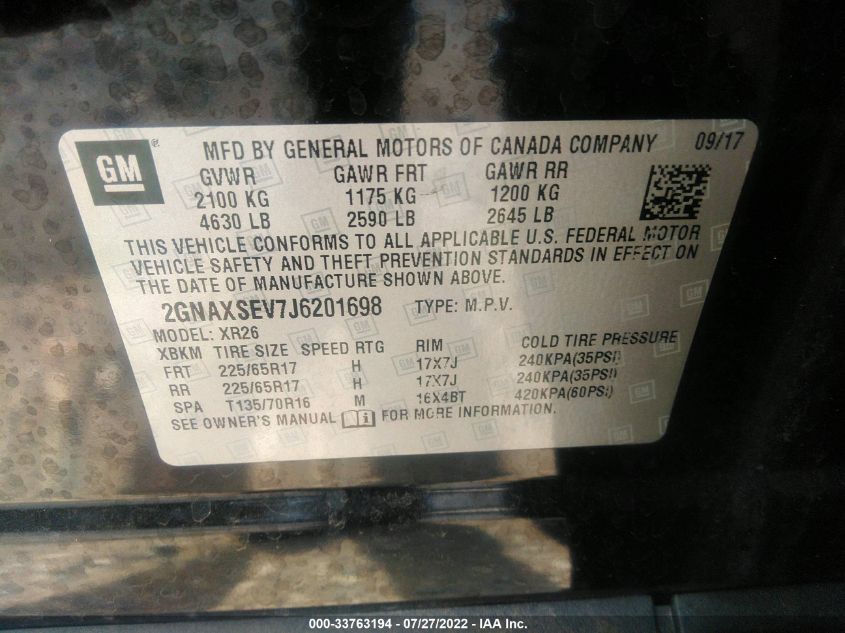 GM
MFD BY GENERAL MOTORS OF CANADA COMPANY 09/17
GVWR GAWR FRT GAWR RR
2100 KG 1175 KG 1200 KG
4630 LB 2590 LB 2645 LB
THIS VEHICLE CONFORMS TO ALL APPLICABLE U.S. FEDERAL MOTOR
VEHICLE SAFETY AND THEFT PREVENTION STANDARDS IN EFFECT ON
THE DATE OF MANUFACTURE SHOWN ABOVE.
2GNAXSEV7J6201698 TYPE: M.P.V.
MODEL: XR26
XBKM TIRE SIZE SPEED RTG RIM COLD TIRE PRESSURE
FRT 225/65R17 H 17X7J 240KPA(35PSI)
RR 225/65R17 H 17X7J 240KPA(35PSI)
SPA T135/70R16 M 16X4BT 420KPA(60PSI)
SEE OWNER'S MANUAL FOR MORE INFORMATION.
000-33763194 - 07/27/2022 - IAA Inc.